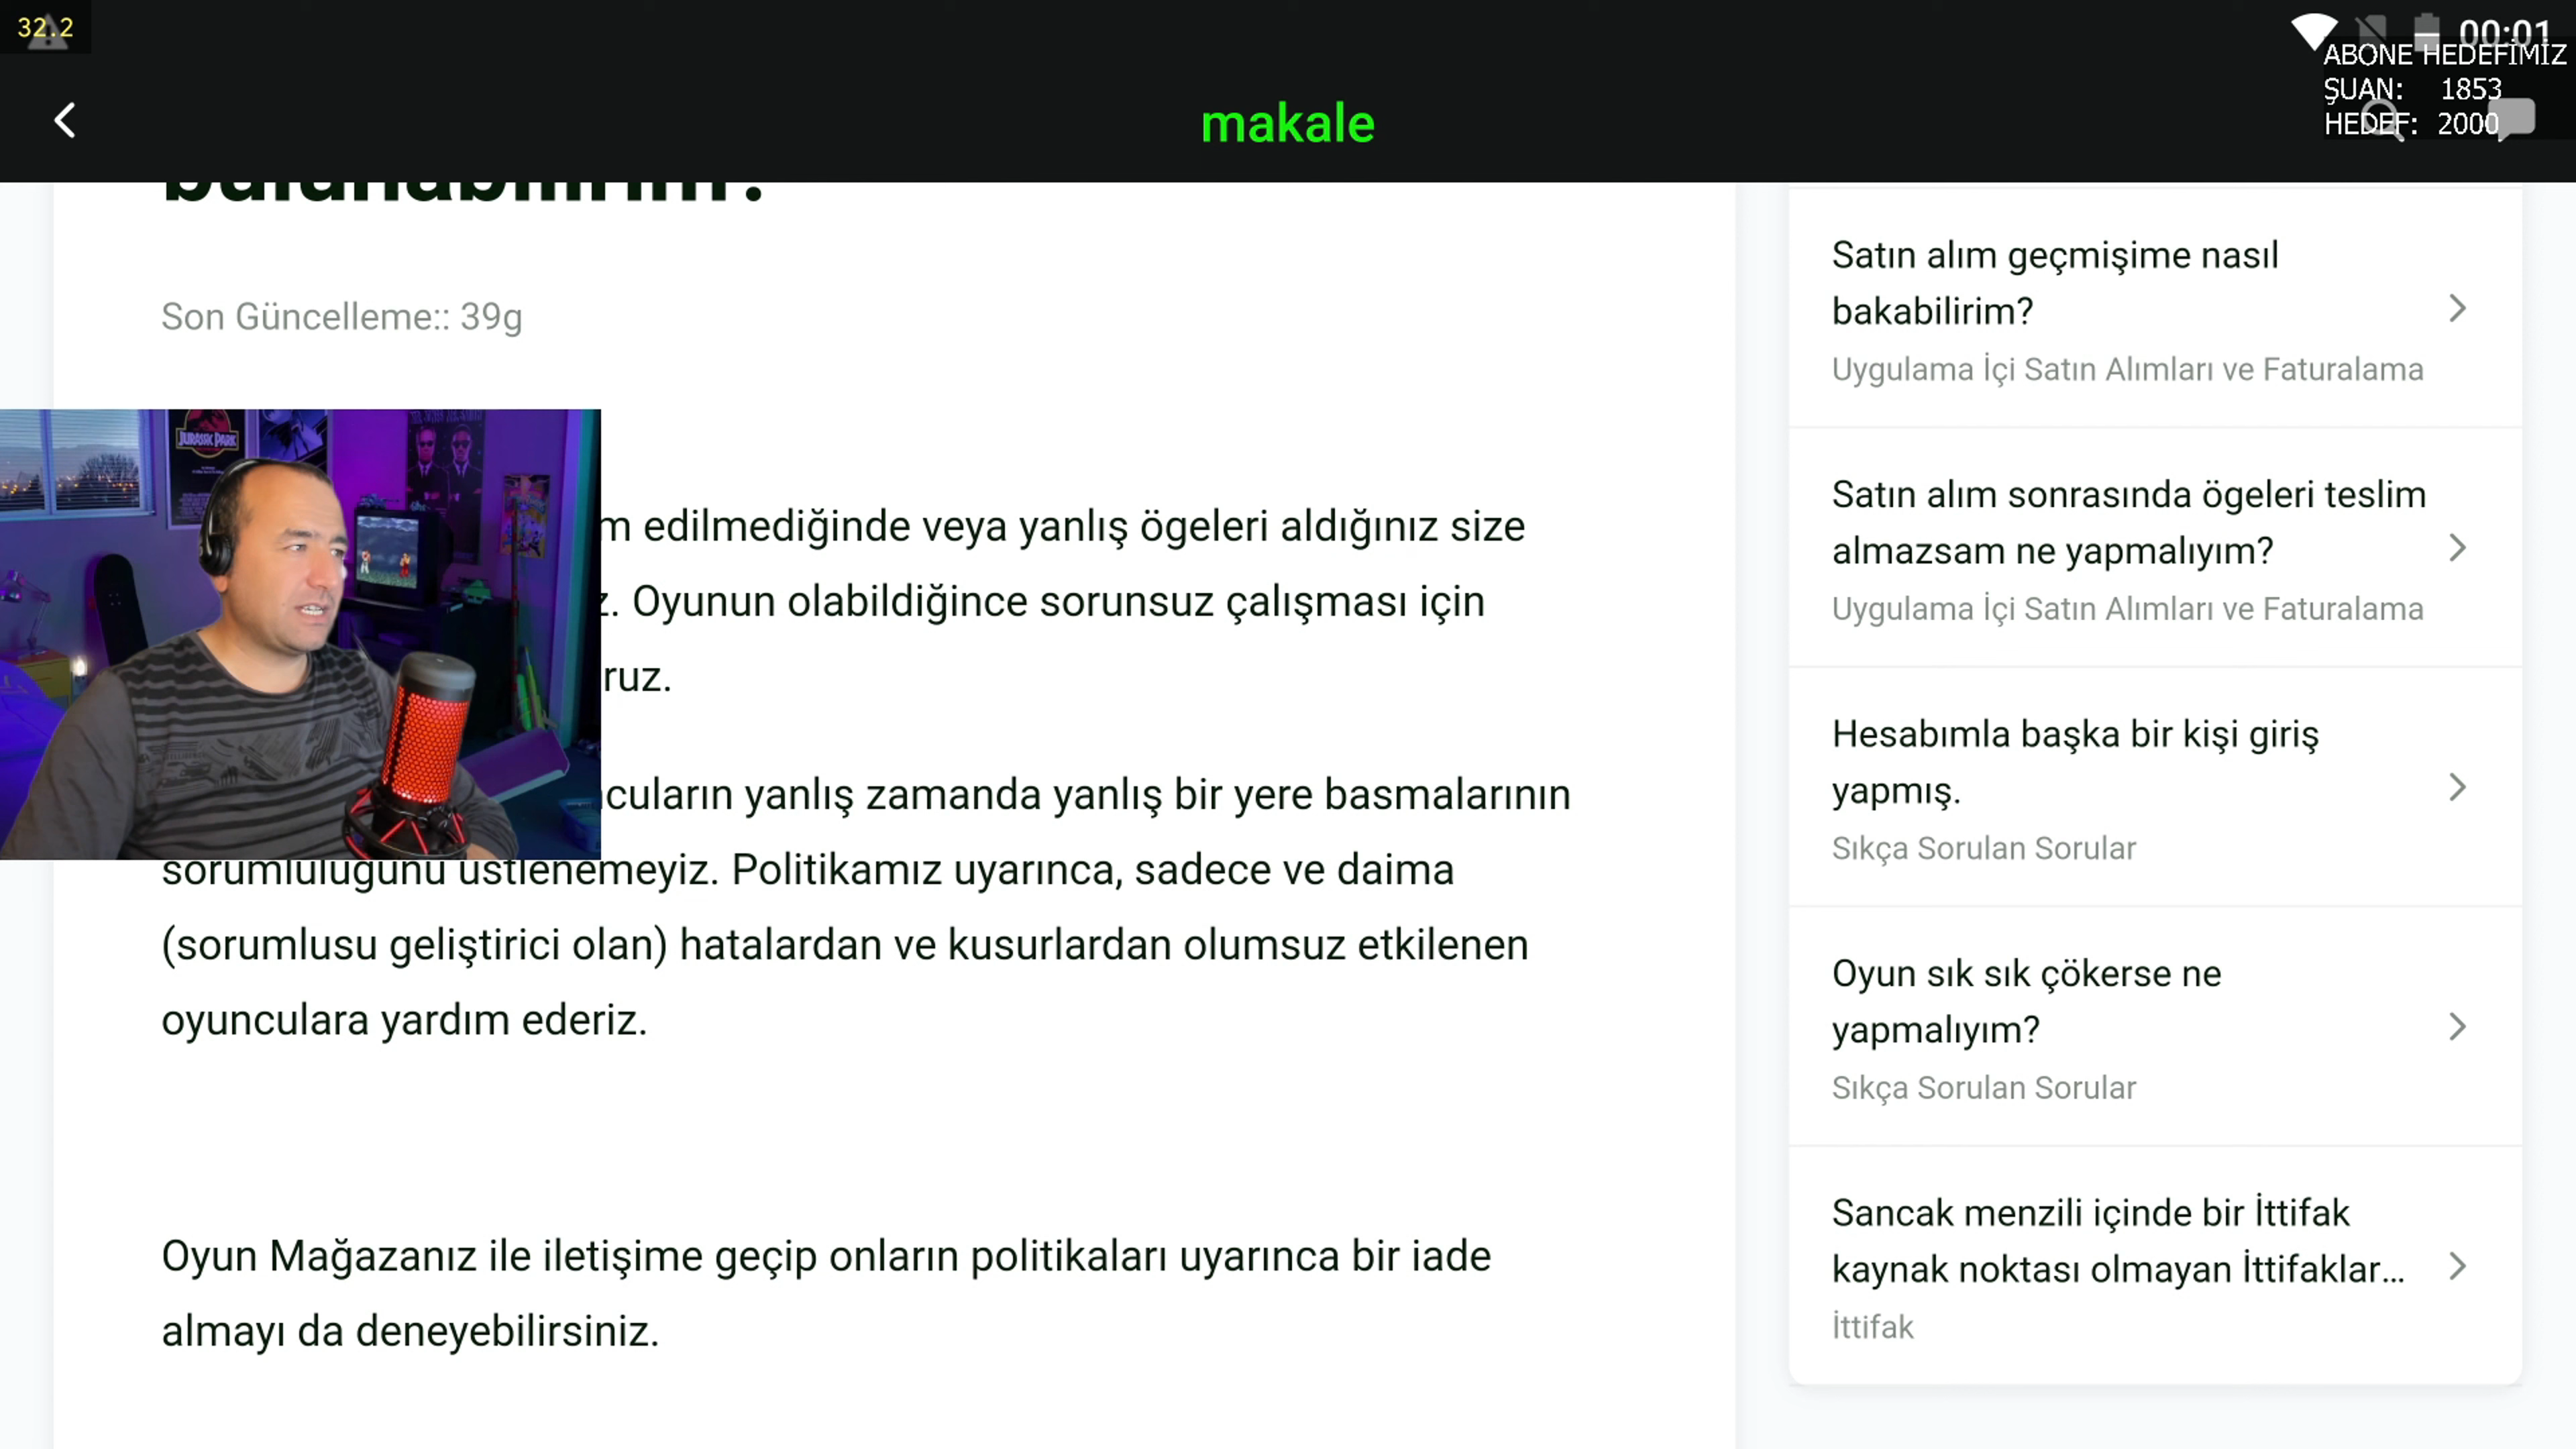 32.2
00:01
ABONE HEDEFİMİZ
ŞUAN: 1853
HEDEF: 2000
makale
bulunabilirim?
Son Güncelleme:: 39g
JURASSIC PARK
m edilmediğinde veya yanlış ögeleri aldığınız size
z. Oyunun olabildiğince sorunsuz çalışması için
ruz.
cuların yanlış zamanda yanlış bir yere basmalarının
sorumluluğunu üstlenemeyiz. Politikamız uyarınca, sadece ve daima
(sorumlusu geliştirici olan) hatalardan ve kusurlardan olumsuz etkilenen
oyunculara yardım ederiz.
Oyun Mağazanız ile iletişime geçip onların politikaları uyarınca bir iade
almayı da deneyebilirsiniz.
Satın alım geçmişime nasıl
bakabilirim?
Uygulama İçi Satın Alımları ve Faturalama
Satın alım sonrasında ögeleri teslim
almazsam ne yapmalıyım?
Uygulama İçi Satın Alımları ve Faturalama
Hesabımla başka bir kişi giriş
yapmış.
Sıkça Sorulan Sorular
Oyun sık sık çökerse ne
yapmalıyım?
Sıkça Sorulan Sorular
Sancak menzili içinde bir İttifak
kaynak noktası olmayan İttifaklar...
İttifak